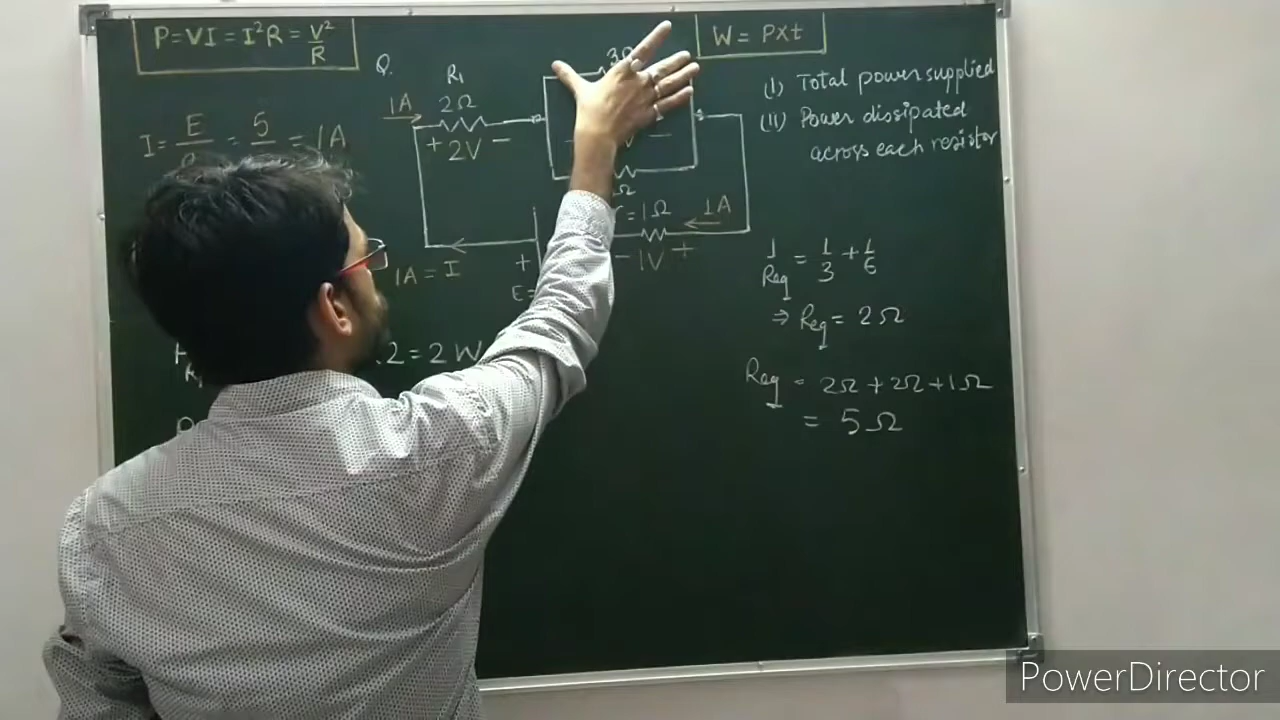 P=VI=I²R=V²/R
W = P×t
Q.
R₁
2Ω
1A
+ 2V −
3Ω
−
Ω
=1Ω
1A
− 1V +
+
1A = I
E=
I = E/ = 5/ = 1A
.2 = 2 W
(I) Total power supplied
(II) Power dissipated
across each resistor
1/Req = 1/3 + 1/6
⇒ Req = 2Ω
Req = 2Ω+2Ω+1Ω
= 5Ω
PowerDirector